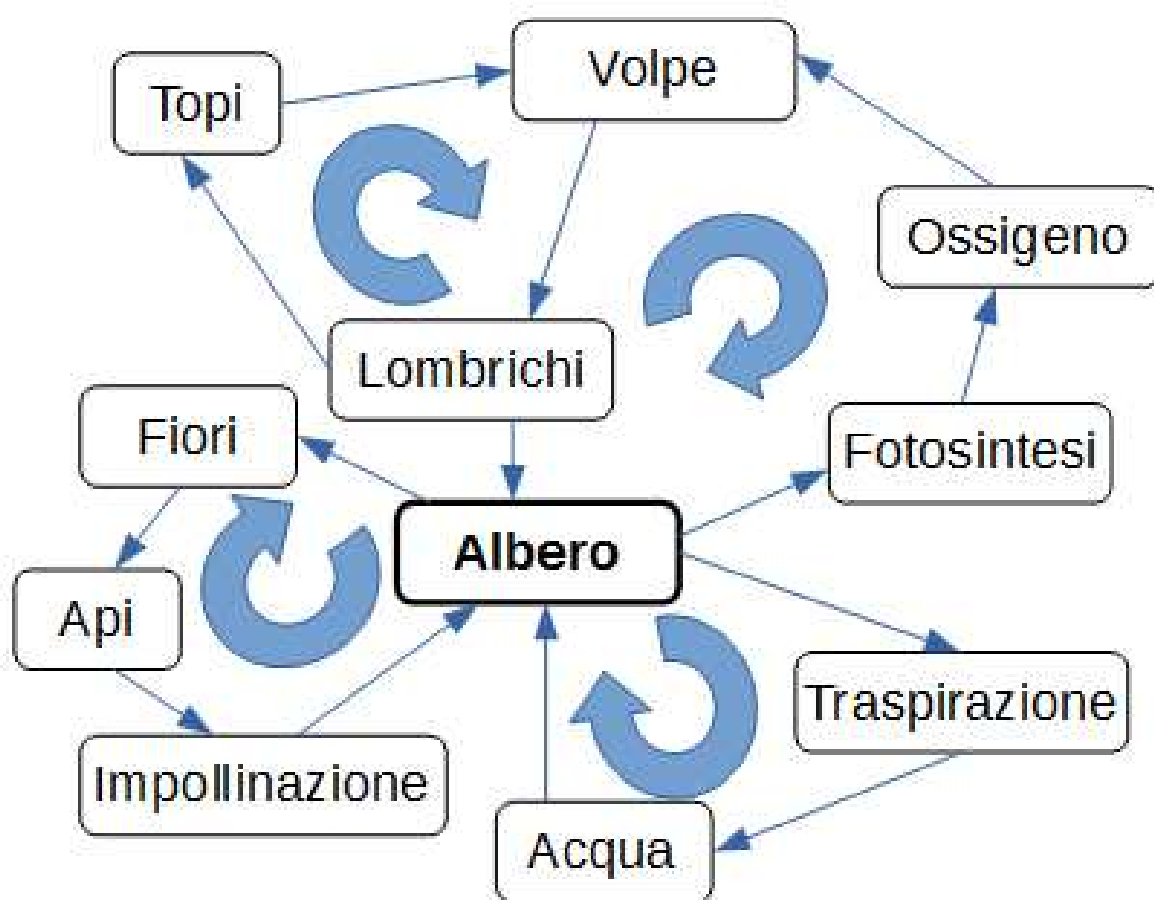 Volpe
Topi
Ossigeno
Lombrichi
Fiori
Fotosintesi
Albero
Api
Traspirazione
Impollinazione
Acqua